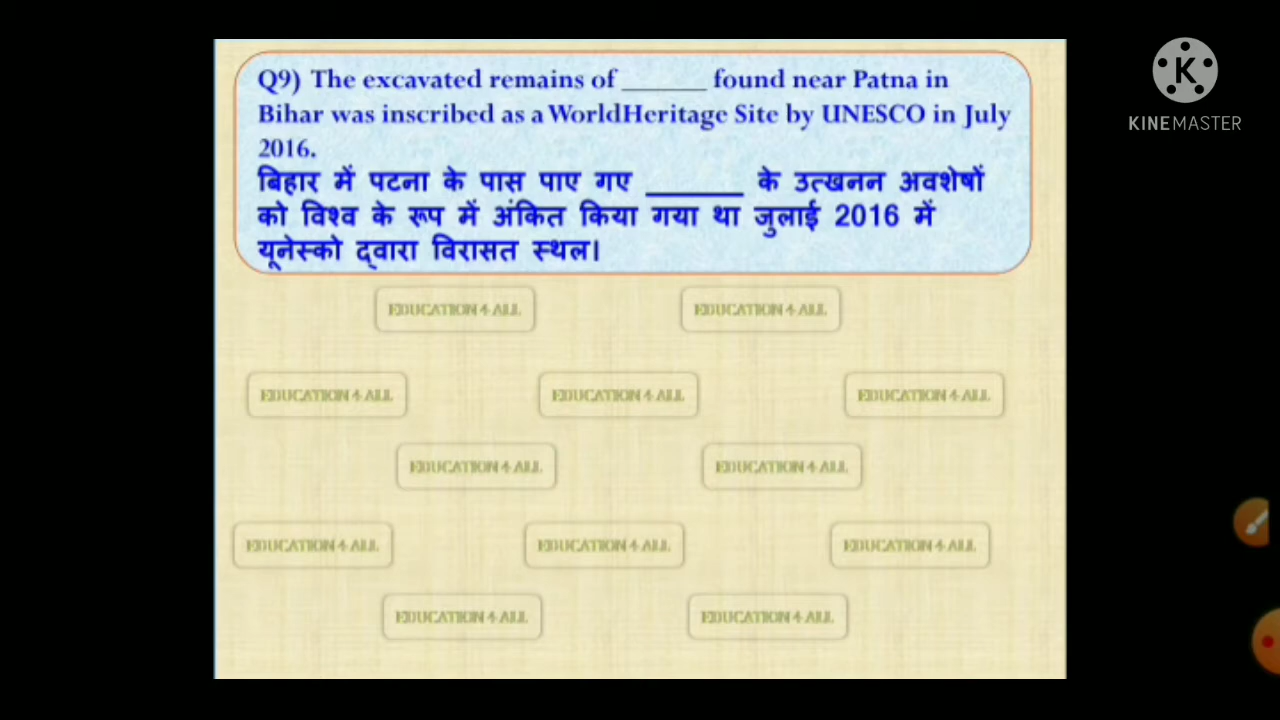 Q9) The excavated remains of ______ found near Patna in
Bihar was inscribed as a WorldHeritage Site by UNESCO in July
2016.
बिहार में पटना के पास पाए गए ______ के उत्खनन अवशेषों
को विश्व के रूप में अंकित किया गया था जुलाई 2016 में
यूनेस्को द्वारा विरासत स्थल।
K
KINEMASTER
EDUCATION 4 ALL
EDUCATION 4 ALL
EDUCATION 4 ALL
EDUCATION 4 ALL
EDUCATION 4 ALL
EDUCATION 4 ALL
EDUCATION 4 ALL
EDUCATION 4 ALL
EDUCATION 4 ALL
EDUCATION 4 ALL
EDUCATION 4 ALL
EDUCATION 4 ALL